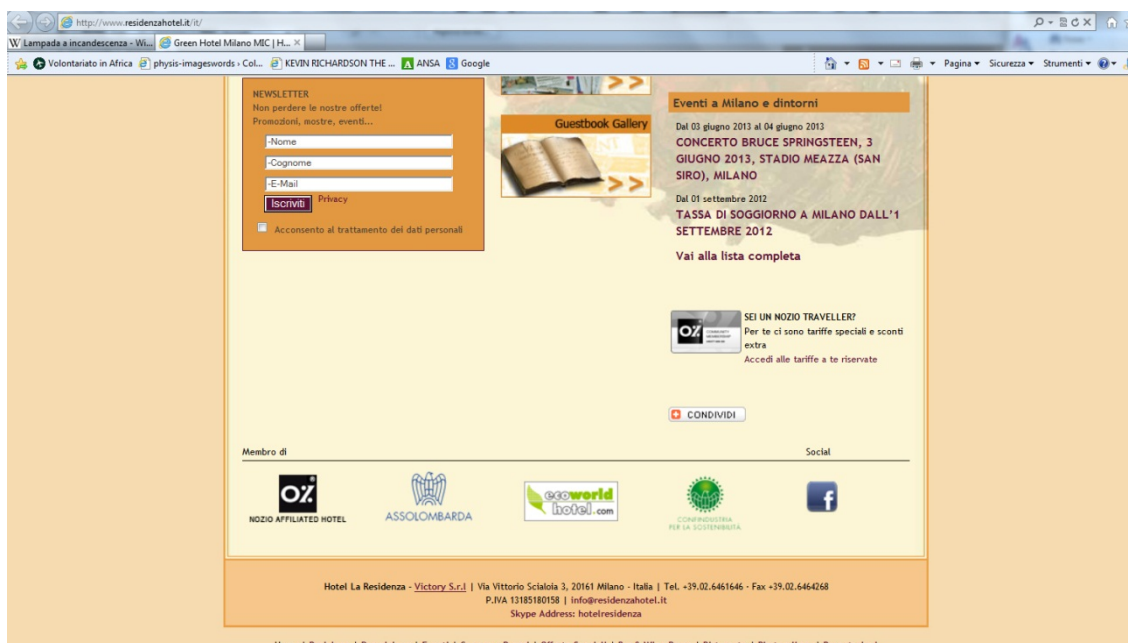 http://www.residenzahotel.it/it/
W Lampada a incandescenza - Wi...
Green Hotel Milano MIC | H...
Volontariato in Africa
physis-imageswords › Col...
KEVIN RICHARDSON THE ...
ANSA
Google
Pagina
Sicurezza
Strumenti
NEWSLETTER
Non perdere le nostre offerte!
Promozioni, mostre, eventi...
-Nome
-Cognome
-E-Mail
Iscriviti
Privacy
Acconsento al trattamento dei dati personali
>>
Guestbook Gallery
>>
Eventi a Milano e dintorni
Dal 03 giugno 2013 al 04 giugno 2013
CONCERTO BRUCE SPRINGSTEEN, 3
GIUGNO 2013, STADIO MEAZZA (SAN
SIRO), MILANO
Dal 01 settembre 2012
TASSA DI SOGGIORNO A MILANO DALL'1
SETTEMBRE 2012
Vai alla lista completa
SEI UN NOZIO TRAVELLER?
Per te ci sono tariffe speciali e sconti
extra
Accedi alle tariffe a te riservate
CONDIVIDI
Membro di
Social
NOZIO AFFILIATED HOTEL
ASSOLOMBARDA
ecoworld
hotel.com
CONFINDUSTRIA
PER LA SOSTENIBILITÀ
f
Hotel La Residenza - Victory S.r.l | Via Vittorio Scialoia 3, 20161 Milano - Italia | Tel. +39.02.6461646 - Fax +39.02.6464268
P.IVA 13185180158 | info@residenzahotel.it
Skype Address: hotelresidenza